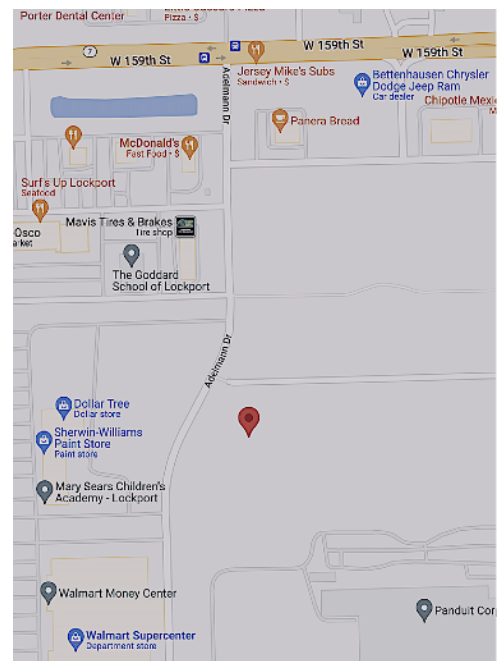 Porter Dental Center
Pizza · $
7
W 159th St
W 159th St
Adelmann Dr
Jersey Mike's Subs
Sandwich · $
Bettenhausen Chrysler
Dodge Jeep Ram
Car dealer
Chipotle Mexic
Panera Bread
McDonald's
Fast Food · $
Surf's Up Lockport
Seafood
Osco
arket
Mavis Tires & Brakes
Tire shop
The Goddard
School of Lockport
Adelmann Dr
Dollar Tree
Dollar store
Sherwin-Williams
Paint Store
Paint store
Mary Sears Children's
Academy - Lockport
Walmart Money Center
Panduit Corp
Walmart Supercenter
Department store